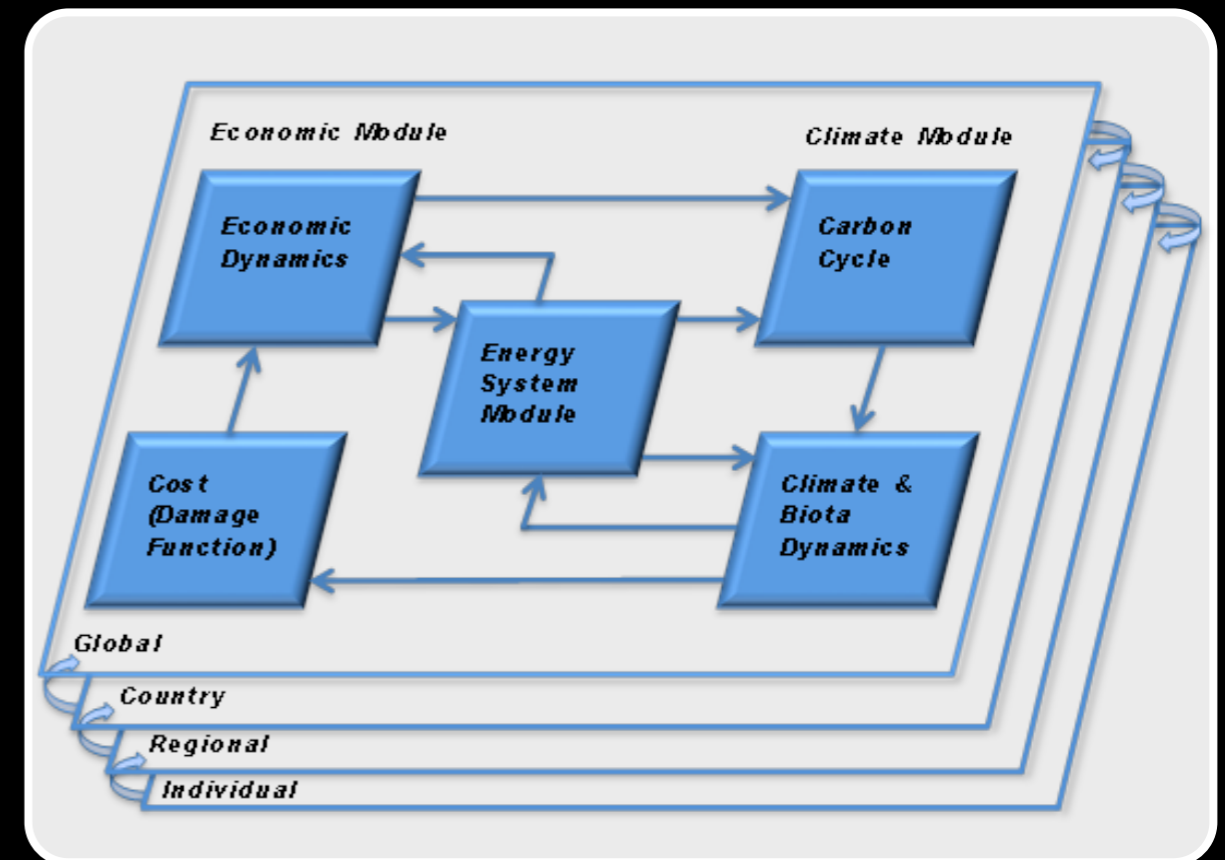 Economic Module
Climate Module
Economic
Dynamics
Carbon
Cycle
Energy
System
Module
Cost
(Damage
Function)
Climate &
Biota
Dynamics
Global
Country
Regional
Individual